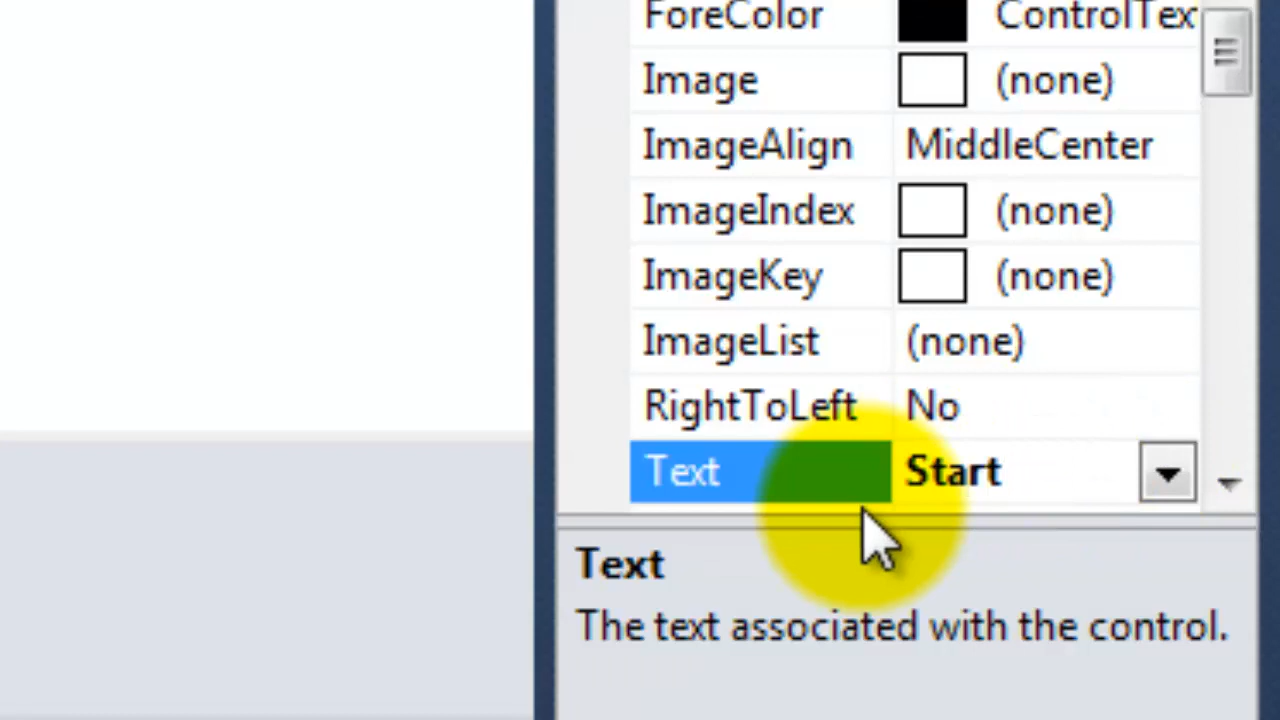 ForeColor ControlTex
Image (none)
ImageAlign MiddleCenter
ImageIndex (none)
ImageKey (none)
ImageList (none)
RightToLeft No
Text Start
Text
The text associated with the control.